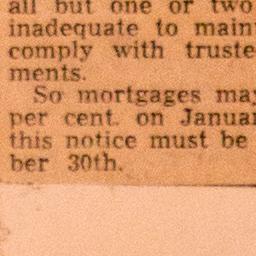 all but one or two
inadequate to main
comply with truste
ments.
So mortgages may
per cent. on Januar
this notice must be
ber 30th.